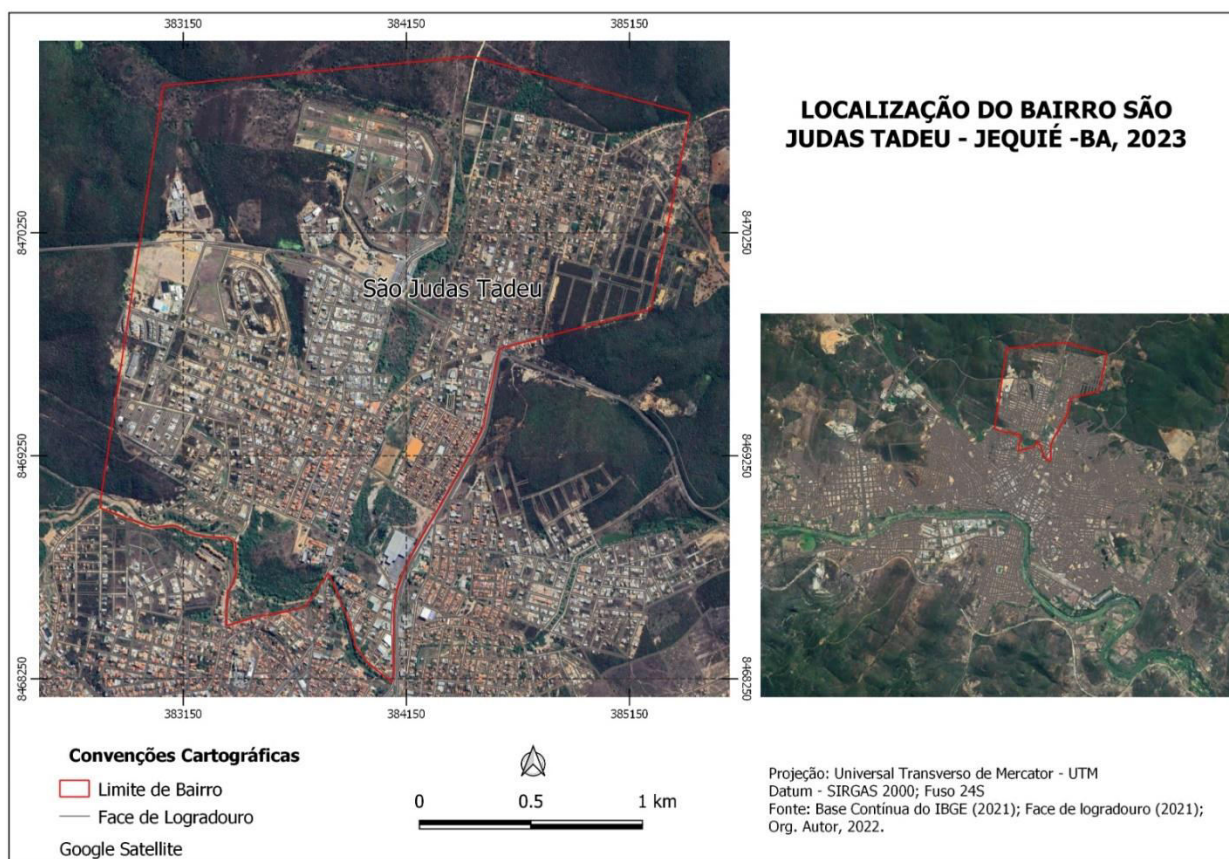 383150
384150
385150
LOCALIZAÇÃO DO BAIRRO SÃO
JUDAS TADEU - JEQUIÉ -BA, 2023
8470250
8470250
São Judas Tadeu
8469250
8469250
8468250
8468250
383150
384150
385150
Convenções Cartográficas
Limite de Bairro
Face de Logradouro
Google Satellite
0 0.5 1 km
Projeção: Universal Transverso de Mercator - UTM
Datum - SIRGAS 2000; Fuso 24S
Fonte: Base Contínua do IBGE (2021); Face de logradouro (2021);
Org. Autor, 2022.